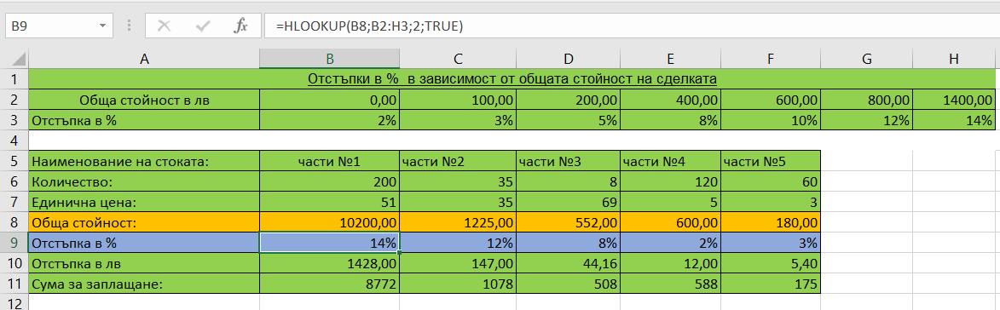 B9 fx =HLOOKUP(B8;B2:H3;2;TRUE)
A B C D E F G H
1 Отстъпки в % в зависимост от общата стойност на сделката
2 Обща стойност в лв 0,00 100,00 200,00 400,00 600,00 800,00 1400,00
3 Отстъпка в % 2% 3% 5% 8% 10% 12% 14%
4
5 Наименование на стоката: части №1 части №2 части №3 части №4 части №5
6 Количество: 200 35 8 120 60
7 Единична цена: 51 35 69 5 3
8 Обща стойност: 10200,00 1225,00 552,00 600,00 180,00
9 Отстъпка в % 14% 12% 8% 2% 3%
10 Отстъпка в лв 1428,00 147,00 44,16 12,00 5,40
11 Сума за заплащане: 8772 1078 508 588 175
12